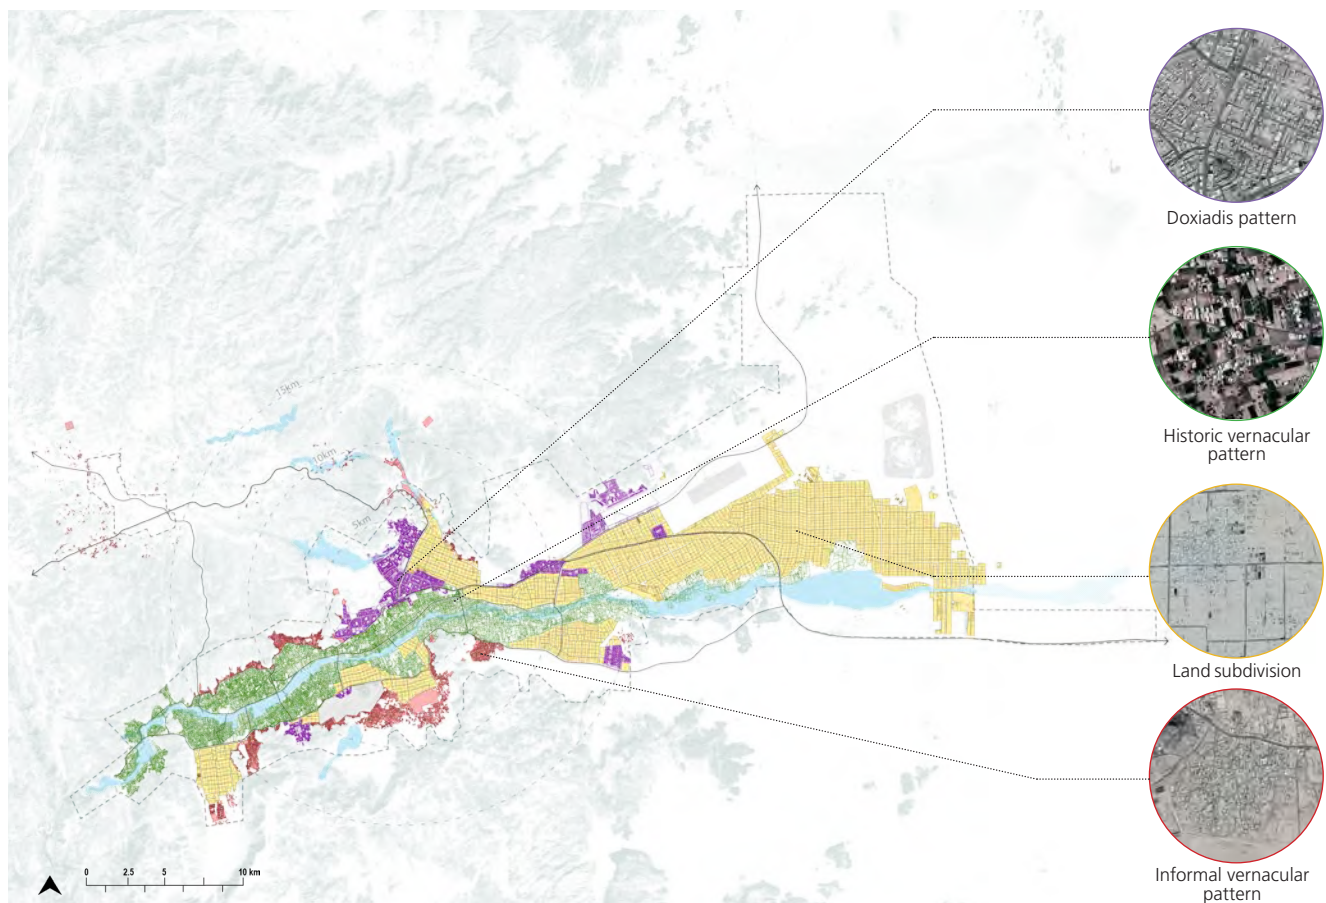 Doxiadis pattern
Historic vernacular
pattern
15km
10km
5km
Land subdivision
Informal vernacular
pattern
0 2.5 5 10 km